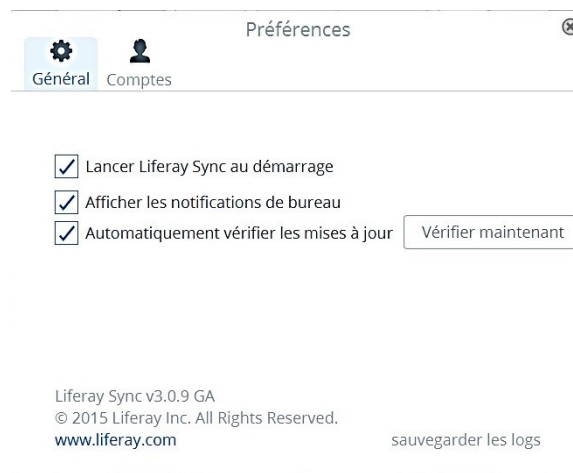 Préférences
Général Comptes
Lancer Liferay Sync au démarrage
Afficher les notifications de bureau
Automatiquement vérifier les mises à jour Vérifier maintenant
Liferay Sync v3.0.9 GA
© 2015 Liferay Inc. All Rights Reserved.
www.liferay.com sauvegarder les logs